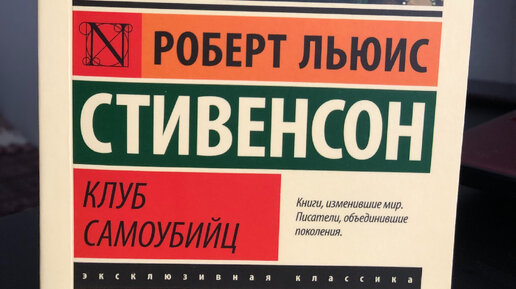 N
РОБЕРТ ЛЬЮИС
СТИВЕНСОН
КЛУБ
САМОУБИЙЦ
Книги, изменившие мир.
Писатели, объединившие
поколения.
эксклюзивная классика